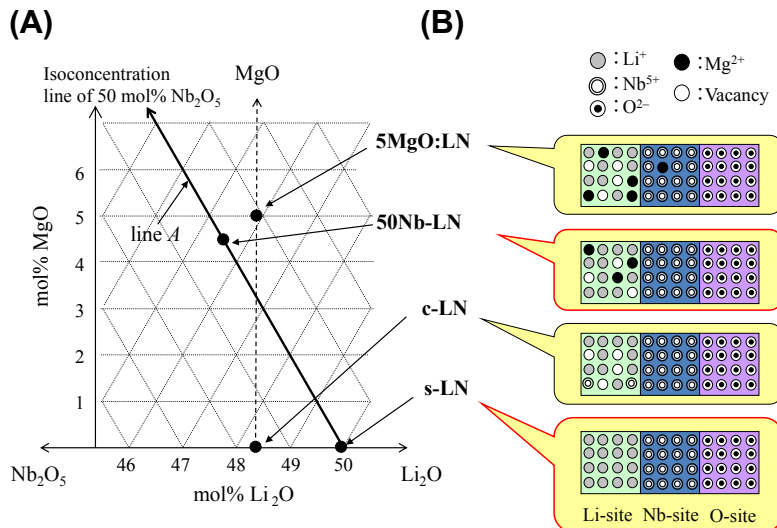 (A)
Isoconcentration
line of 50 mol% Nb₂O₅
MgO
mol% MgO
6
5
4
3
2
1
line A
5MgO:LN
50Nb-LN
c-LN
s-LN
46 47 48 49 50
Nb₂O₅
Li₂O
mol% Li₂O
(B)
: Li⁺
: Mg²⁺
: Nb⁵⁺
: Vacancy
: O²⁻
Li-site Nb-site O-site